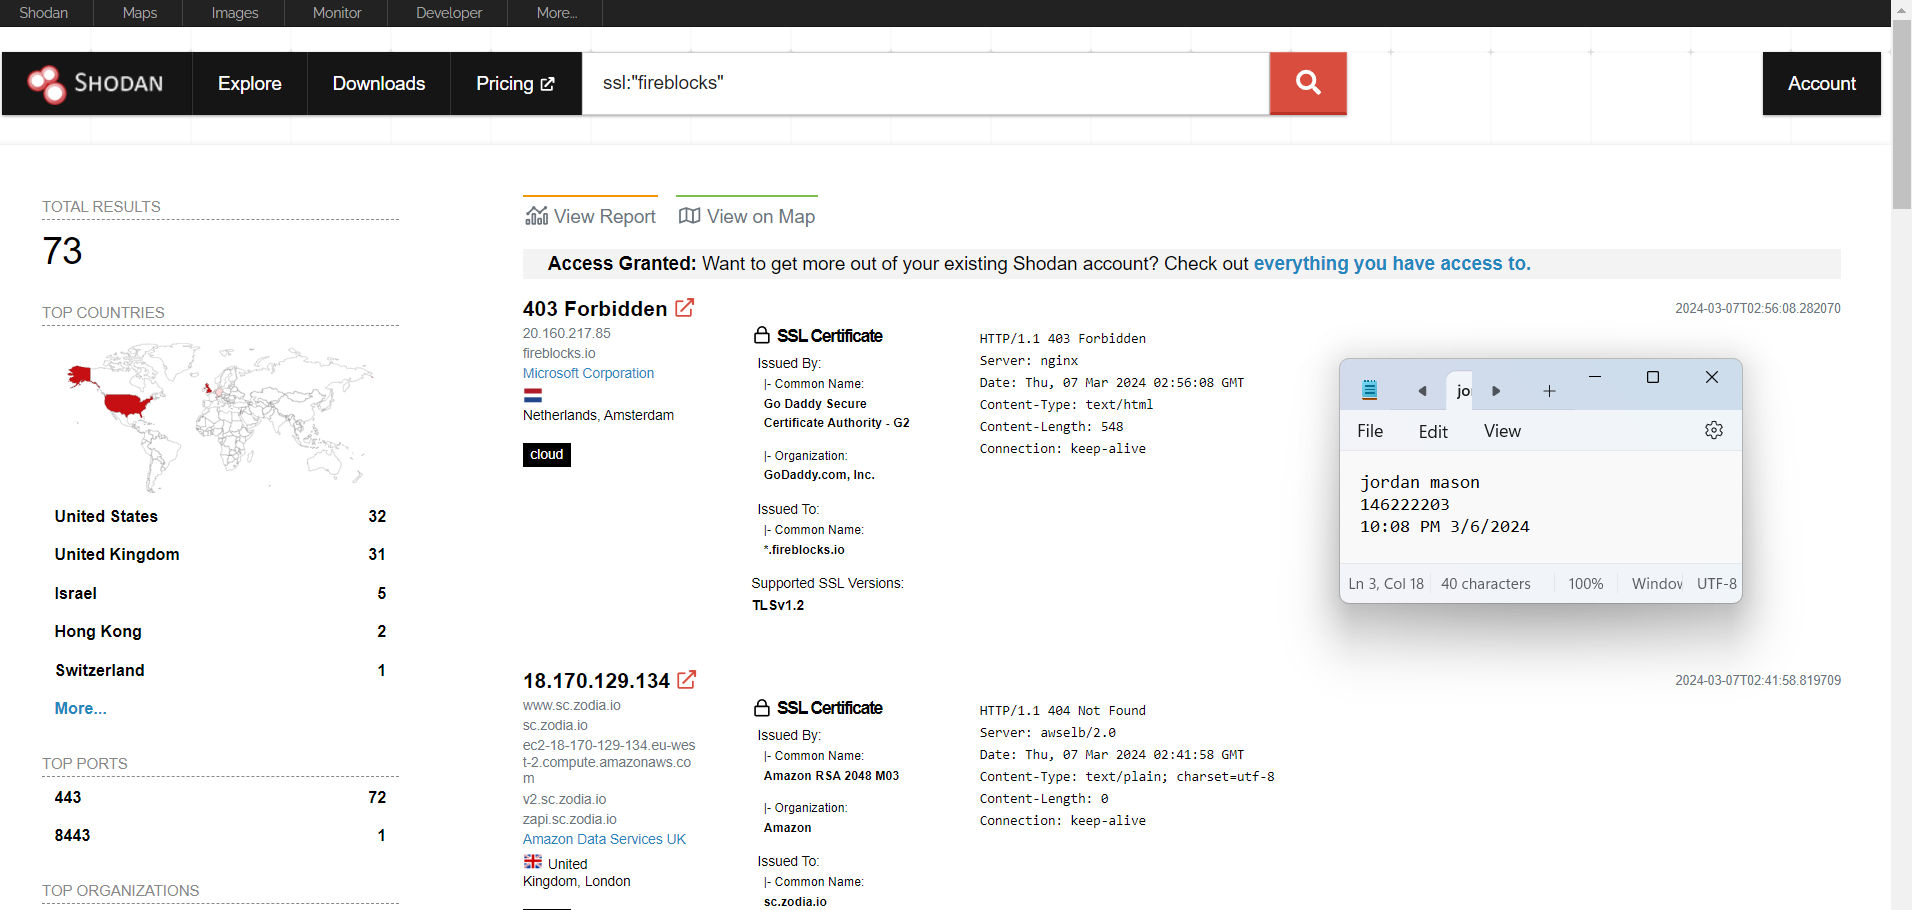 Shodan Maps Images Monitor Developer More...
SHODAN Explore Downloads Pricing ssl:"fireblocks" Account
TOTAL RESULTS
73
TOP COUNTRIES
United States 32
United Kingdom 31
Israel 5
Hong Kong 2
Switzerland 1
More...
TOP PORTS
443 72
8443 1
TOP ORGANIZATIONS
View Report View on Map
Access Granted: Want to get more out of your existing Shodan account? Check out everything you have access to.
403 Forbidden
2024-03-07T02:56:08.282070
20.160.217.85
fireblocks.io
Microsoft Corporation
Netherlands, Amsterdam
cloud
SSL Certificate
Issued By:
|- Common Name:
Go Daddy Secure
Certificate Authority - G2
|- Organization:
GoDaddy.com, Inc.
Issued To:
|- Common Name:
*.fireblocks.io
Supported SSL Versions:
TLSv1.2
HTTP/1.1 403 Forbidden
Server: nginx
Date: Thu, 07 Mar 2024 02:56:08 GMT
Content-Type: text/html
Content-Length: 548
Connection: keep-alive
jo
File Edit View
jordan mason
146222203
10:08 PM 3/6/2024
Ln 3, Col 18 40 characters 100% Window UTF-8
18.170.129.134
2024-03-07T02:41:58.819709
www.sc.zodia.io
sc.zodia.io
ec2-18-170-129-134.eu-wes
t-2.compute.amazonaws.co
m
v2.sc.zodia.io
zapi.sc.zodia.io
Amazon Data Services UK
United
Kingdom, London
SSL Certificate
Issued By:
|- Common Name:
Amazon RSA 2048 M03
|- Organization:
Amazon
Issued To:
|- Common Name:
sc.zodia.io
HTTP/1.1 404 Not Found
Server: awselb/2.0
Date: Thu, 07 Mar 2024 02:41:58 GMT
Content-Type: text/plain; charset=utf-8
Content-Length: 0
Connection: keep-alive